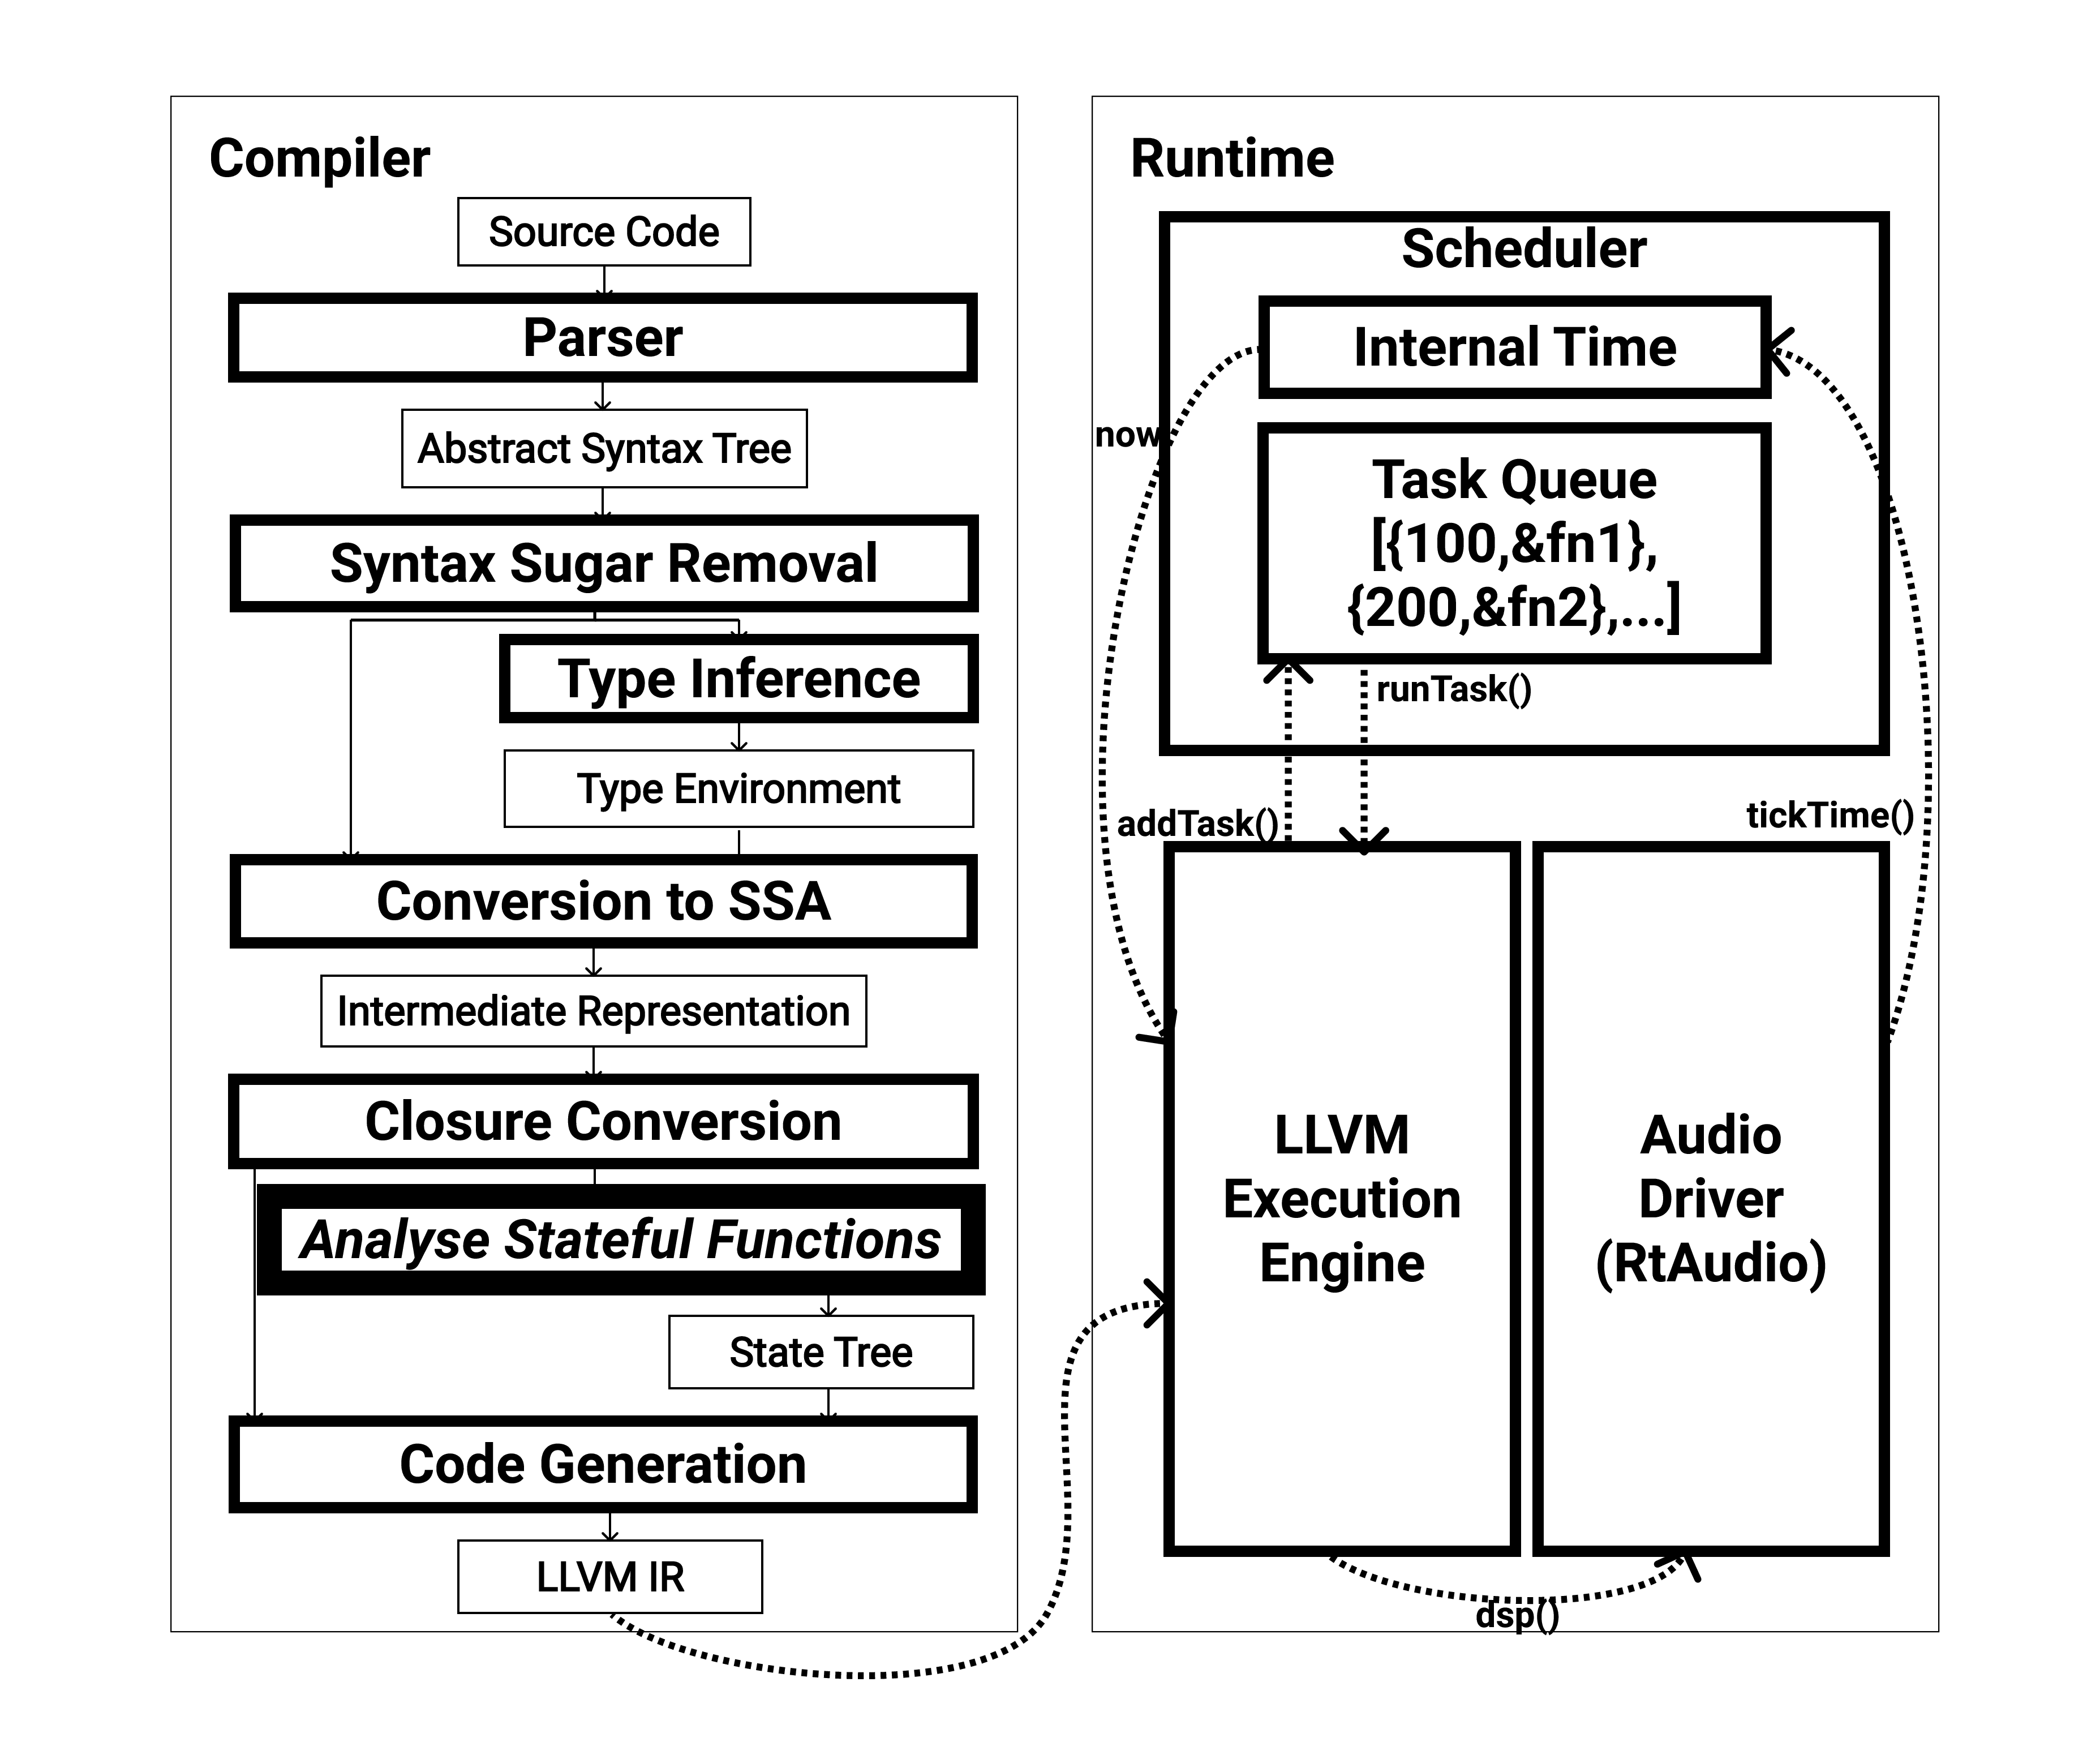 Compiler
Source Code
Parser
Abstract Syntax Tree
Syntax Sugar Removal
Type Inference
Type Environment
Conversion to SSA
Intermediate Representation
Closure Conversion
Analyse Stateful Functions
State Tree
Code Generation
LLVM IR
Runtime
Scheduler
Internal Time
now
Task Queue
[{100,&fn1},
{200,&fn2},...]
runTask()
addTask()
tickTime()
LLVM
Execution
Engine
Audio
Driver
(RtAudio)
dsp()